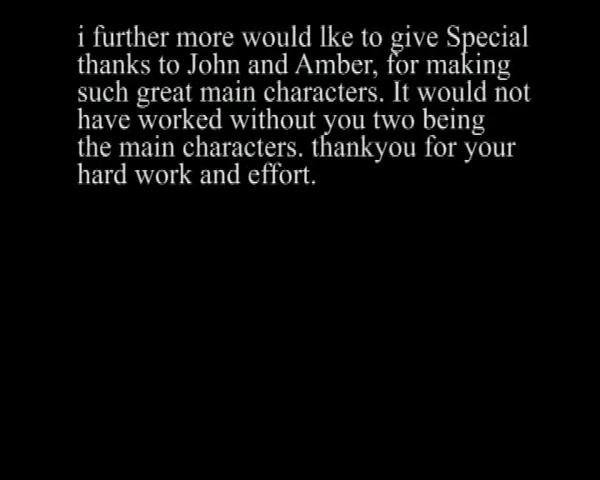 i further more would lke to give Special
thanks to John and Amber, for making
such great main characters. It would not
have worked without you two being
the main characters. thankyou for your
hard work and effort.